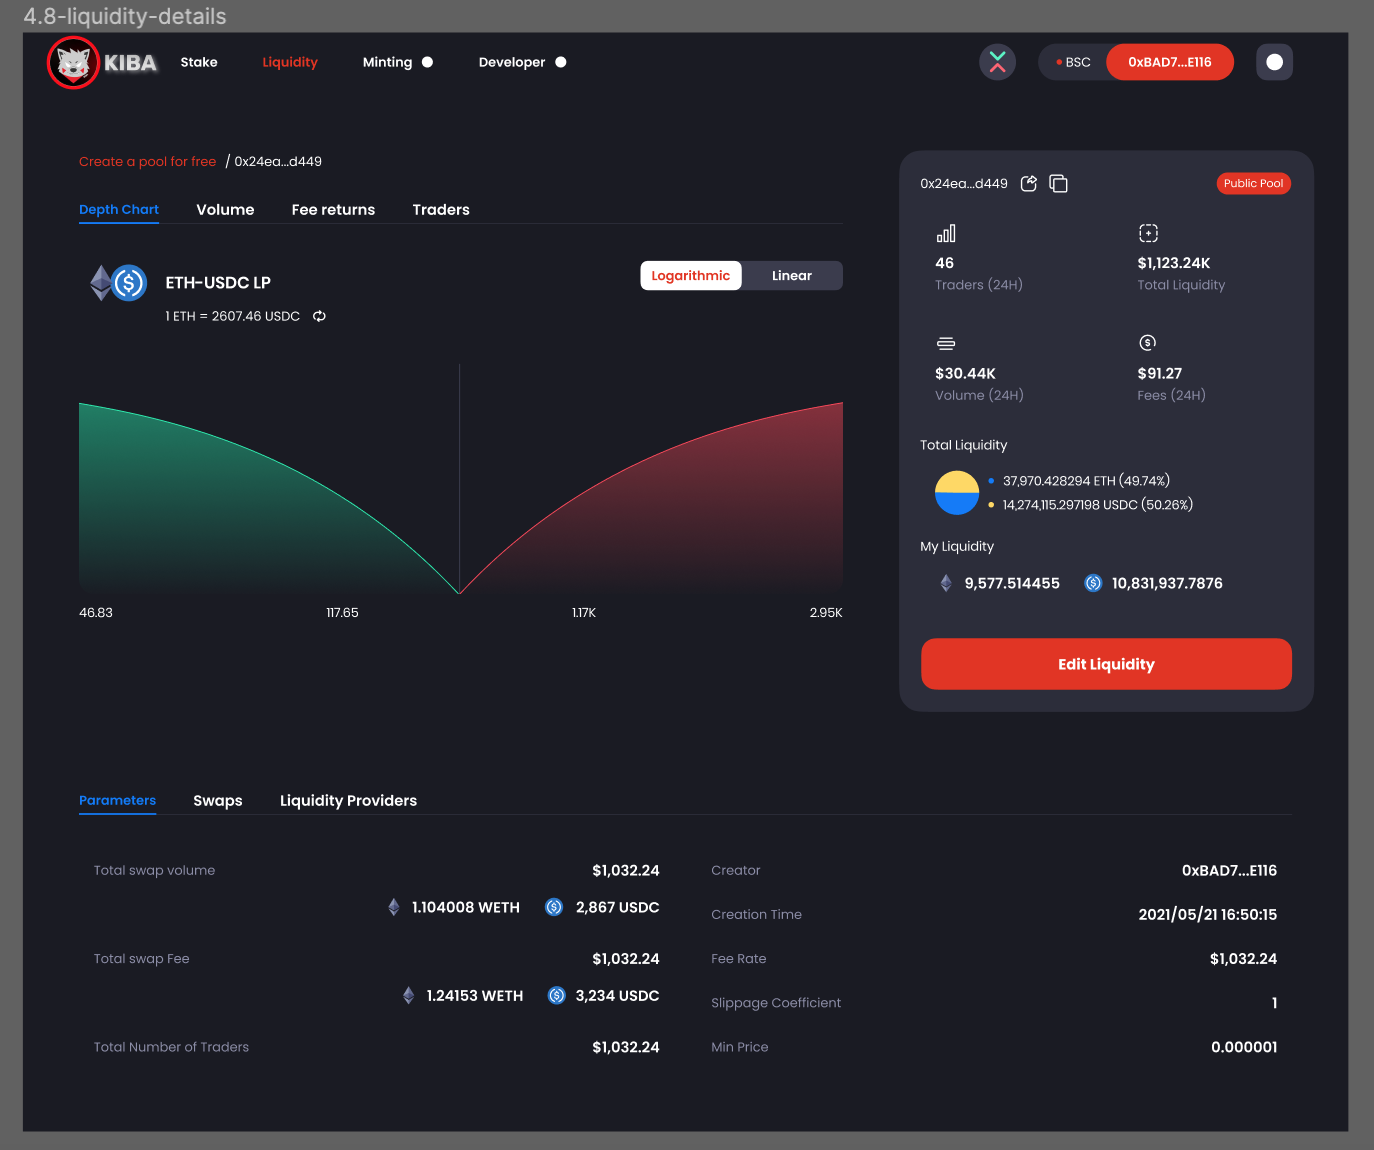 4.8-liquidity-details
KIBA
Stake
Liquidity
Minting
Developer
BSC
0xBAD7...E116
Create a pool for free / 0x24ea...d449
Depth Chart
Volume
Fee returns
Traders
ETH-USDC LP
1 ETH = 2607.46 USDC
Logarithmic
Linear
46.83
117.65
1.17K
2.95K
0x24ea...d449
Public Pool
46
Traders (24H)
$1,123.24K
Total Liquidity
$30.44K
Volume (24H)
$91.27
Fees (24H)
Total Liquidity
37,970.428294 ETH (49.74%)
14,274,115.297198 USDC (50.26%)
My Liquidity
9,577.514455
10,831,937.7876
Edit Liquidity
Parameters
Swaps
Liquidity Providers
Total swap volume
$1,032.24
1.104008 WETH
2,867 USDC
Total swap Fee
$1,032.24
1.24153 WETH
3,234 USDC
Total Number of Traders
$1,032.24
Creator
0xBAD7...E116
Creation Time
2021/05/21 16:50:15
Fee Rate
$1,032.24
Slippage Coefficient
1
Min Price
0.000001